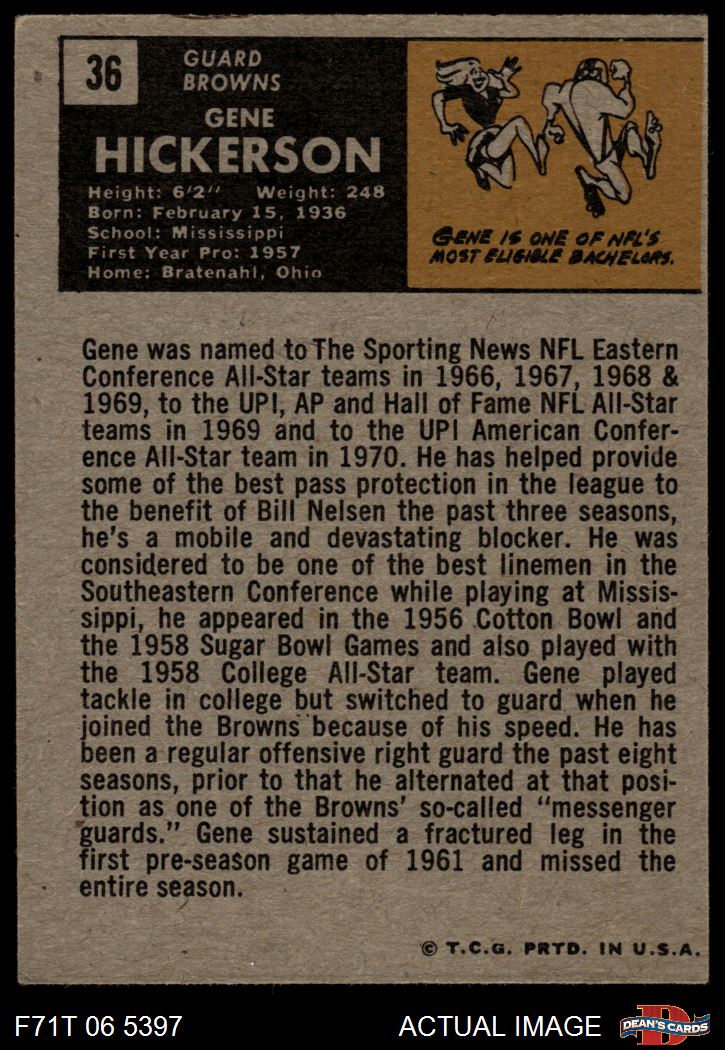 36
GUARD
BROWNS
GENE
HICKERSON
Height: 6'2" Weight: 248
Born: February 15, 1936
School: Mississippi
First Year Pro: 1957
Home: Bratenahl, Ohio
GENE IS ONE OF NFL'S
MOST ELIGIBLE BACHELORS.
Gene was named to The Sporting News NFL Eastern
Conference All-Star teams in 1966, 1967, 1968 &
1969, to the UPI, AP and Hall of Fame NFL All-Star
teams in 1969 and to the UPI American Confer-
ence All-Star team in 1970. He has helped provide
some of the best pass protection in the league to
the benefit of Bill Nelsen the past three seasons,
he's a mobile and devastating blocker. He was
considered to be one of the best linemen in the
Southeastern Conference while playing at Missis-
sippi, he appeared in the 1956 Cotton Bowl and
the 1958 Sugar Bowl Games and also played with
the 1958 College All-Star team. Gene played
tackle in college but switched to guard when he
joined the Browns because of his speed. He has
been a regular offensive right guard the past eight
seasons, prior to that he alternated at that posi-
tion as one of the Browns' so-called "messenger
guards." Gene sustained a fractured leg in the
first pre-season game of 1961 and missed the
entire season.
© T.C.G. PRTD. IN U.S.A.
F71T 06 5397
ACTUAL IMAGE
D
DEAN'S CARDS